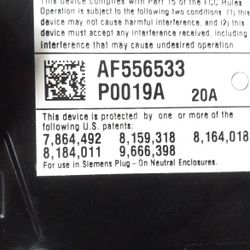 This device complies with Part 15 of the FCC Rules
Operation is subject to the following two conditions (1) this
device may not cause harmful interference, and (2) this
device must accept any interference received, including
interference that may cause undesired operation.
AF556533
P0019A 20A
This device is protected by one or more of the
following U.S. patents:
7,864,492 8,159,318 8,164,018
8,184,011 9,666,398
For use in Siemens Plug - On Neutral Enclosures.